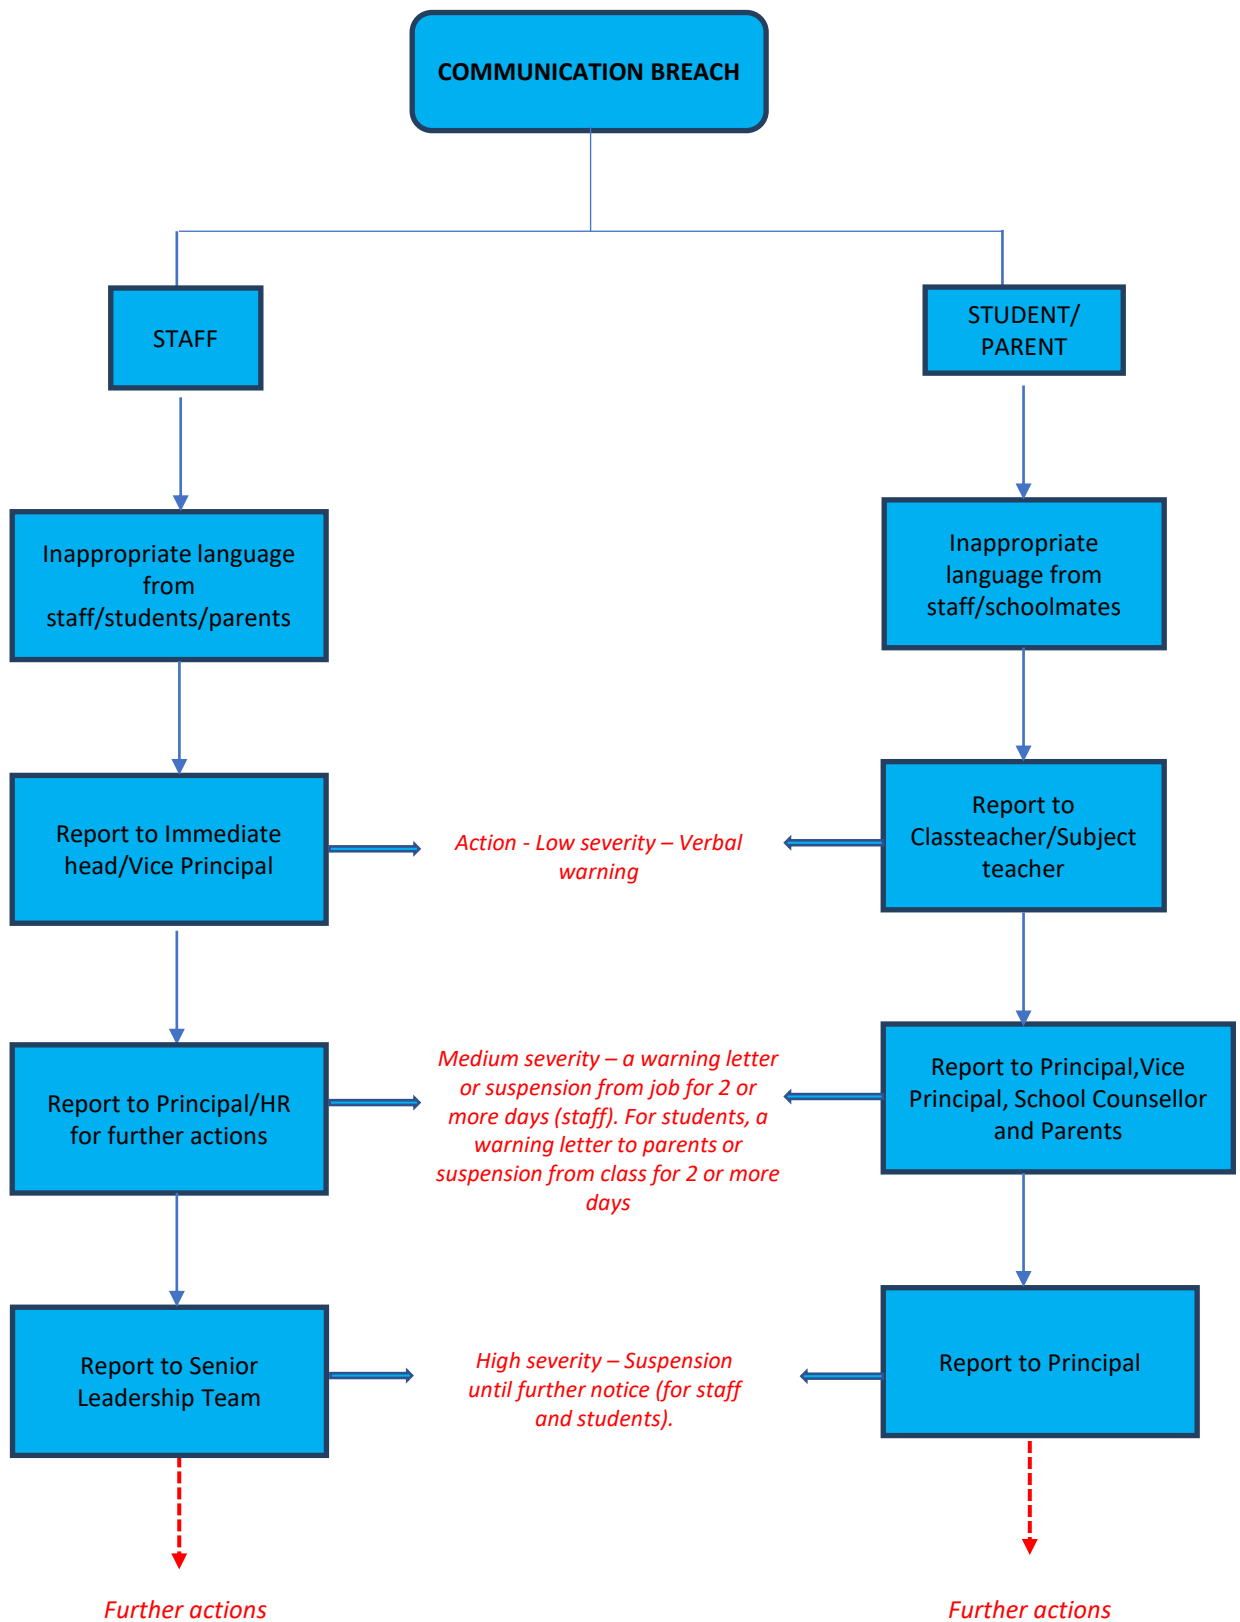 COMMUNICATION BREACH
STAFF
STUDENT/
PARENT
Inappropriate language
from
staff/students/parents
Inappropriate
language from
staff/schoolmates
Report to Immediate
head/Vice Principal
Action - Low severity – Verbal
warning
Report to
Classteacher/Subject
teacher
Report to Principal/HR
for further actions
Medium severity – a warning letter
or suspension from job for 2 or
more days (staff). For students, a
warning letter to parents or
suspension from class for 2 or more
days
Report to Principal,Vice
Principal, School Counsellor
and Parents
Report to Senior
Leadership Team
High severity – Suspension
until further notice (for staff
and students).
Report to Principal
Further actions
Further actions